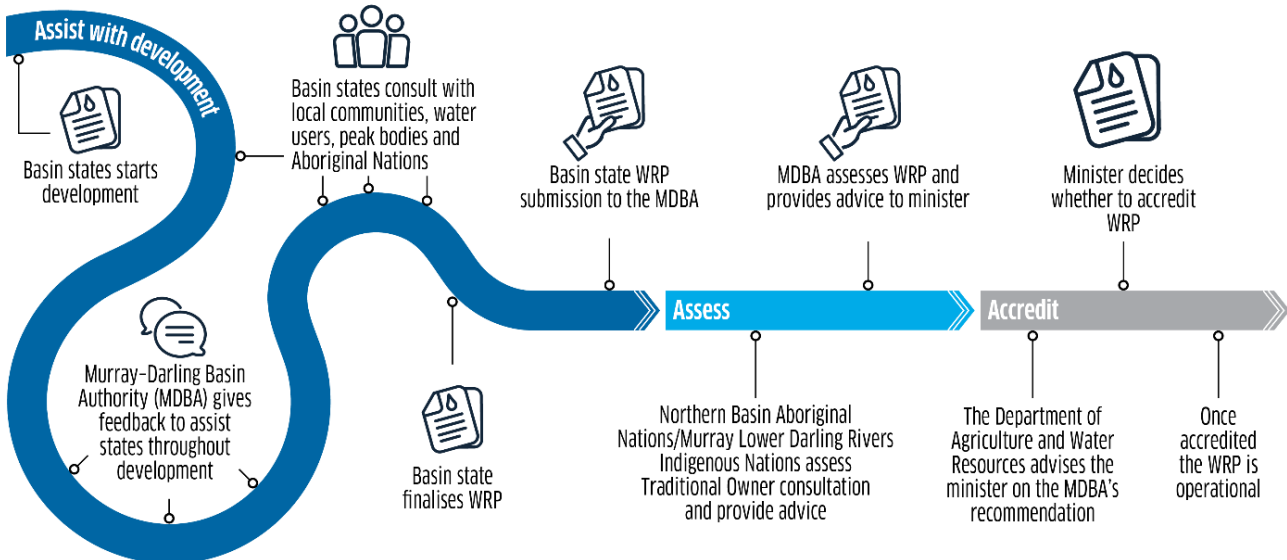 Assist with development
Basin states starts
development
Basin states consult with
local communities, water
users, peak bodies and
Aboriginal Nations
Murray-Darling Basin
Authority (MDBA) gives
feedback to assist
states throughout
development
Basin state
finalises WRP
Basin state WRP
submission to the MDBA
Assess
MDBA assesses WRP and
provides advice to minister
Northern Basin Aboriginal
Nations/Murray Lower Darling Rivers
Indigenous Nations assess
Traditional Owner consultation
and provide advice
Accredit
Minister decides
whether to accredit
WRP
The Department of
Agriculture and Water
Resources advises the
minister on the MDBA's
recommendation
Once
accredited
the WRP is
operational